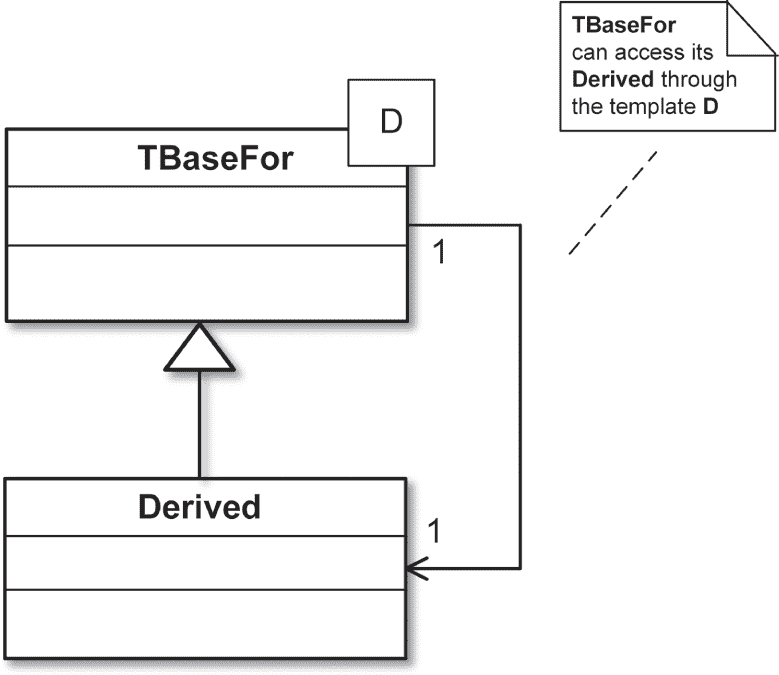 TBaseFor
can access its
Derived through
the template D
D
TBaseFor
1
Derived
1